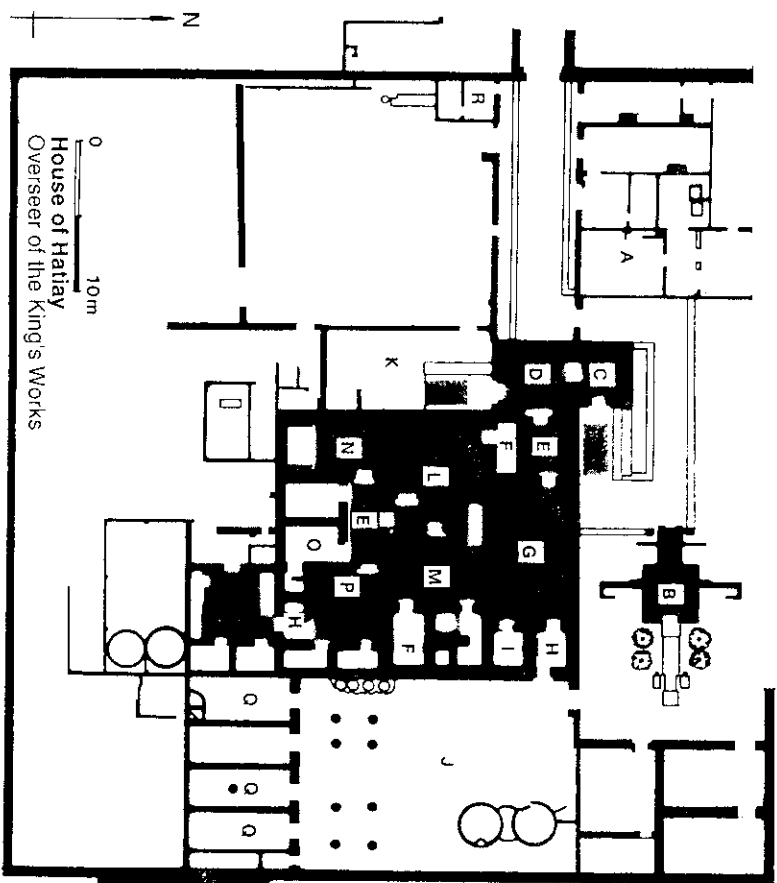 N
R
A
0 10m
House of Hatiay
Overseer of the King's Works
K
D
C
N
L
F
E
E
O
G
P
M
B
H
F
I
H
Q
J
Q
Q